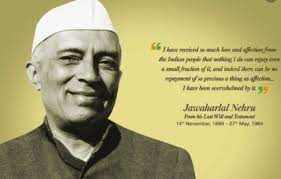 “I have received so much love and affection from
the Indian people that nothing I do can repay even
a small fraction of it, and indeed there can be no
repayment of so precious a thing as affection...
I have been overwhelmed by it.”
Jawaharlal Nehru
From his Last Will and Testament
14th November, 1889 - 27th May, 1964